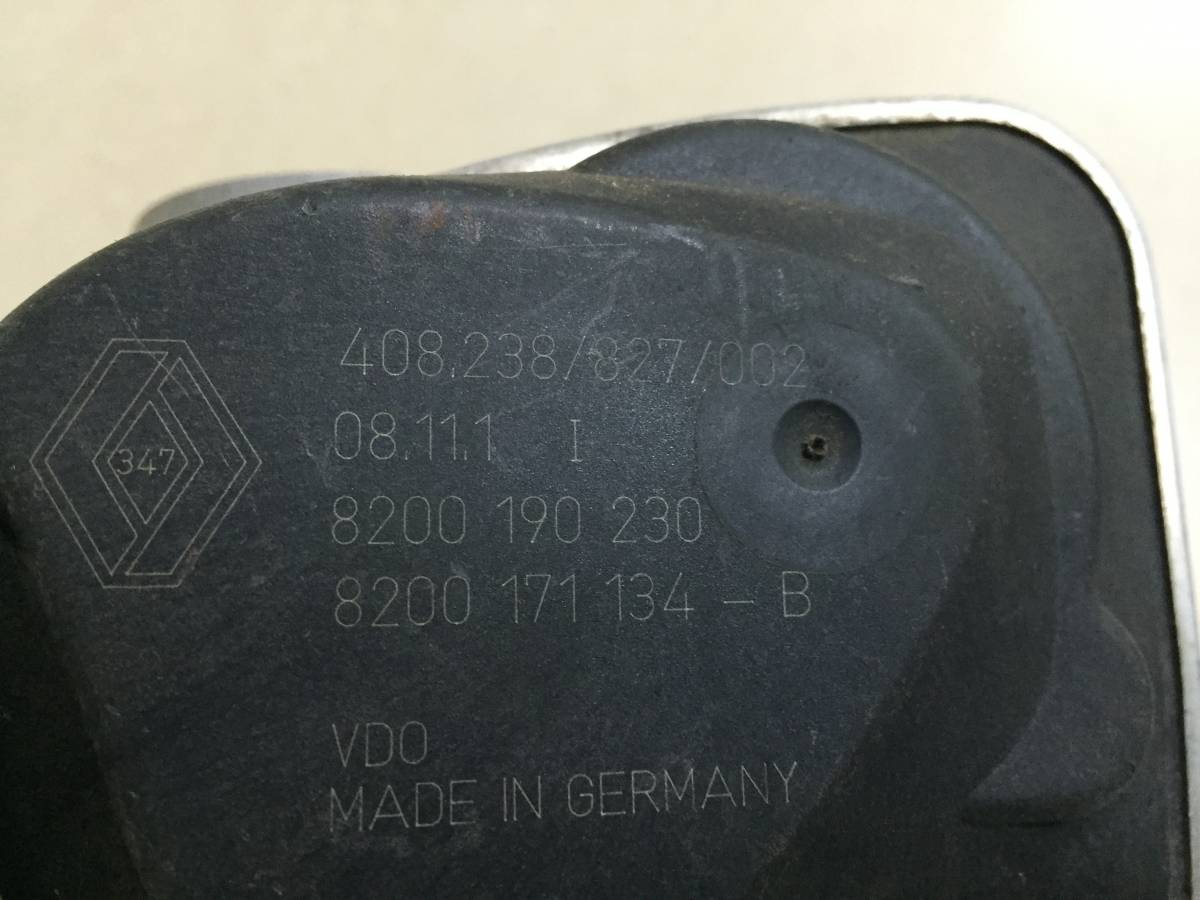 408.238/827/002
08.11.1 I
347
8200 190 230
8200 171 134 - B
VDO
MADE IN GERMANY